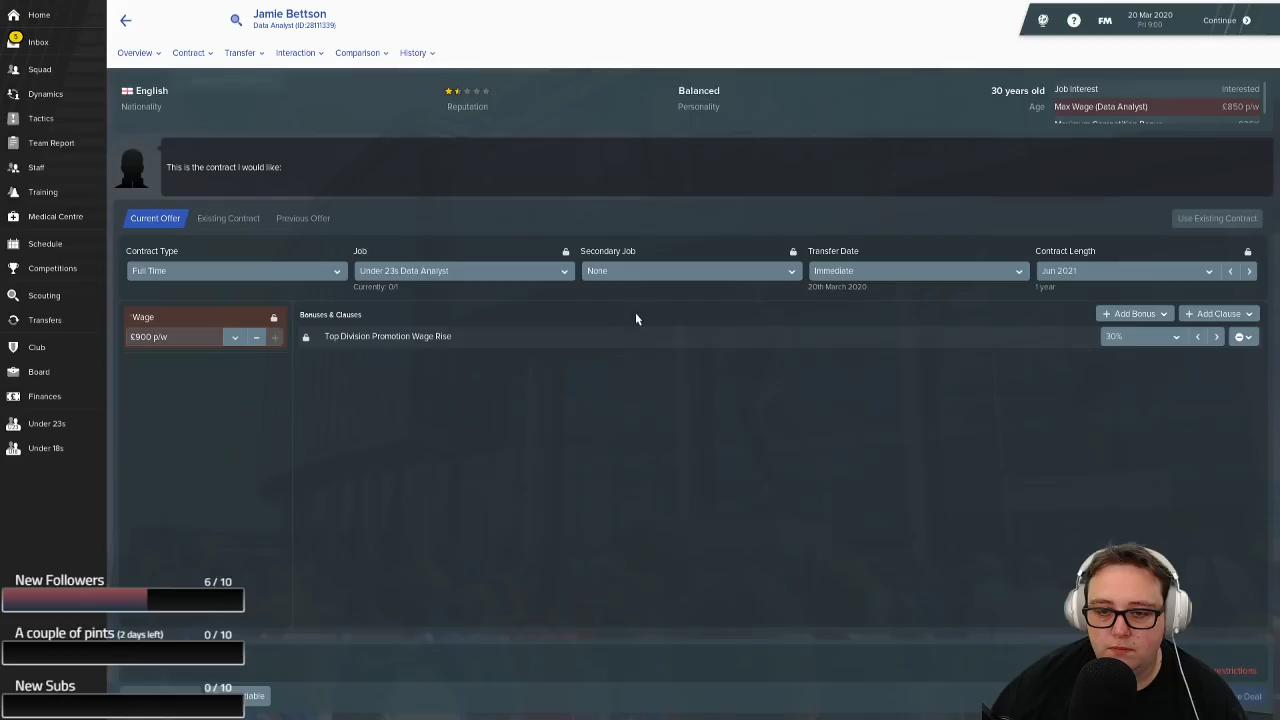 Home
5
Inbox
Squad
Dynamics
Tactics
Team Report
Staff
Training
Medical Centre
Schedule
Competitions
Scouting
Transfers
Club
Board
Finances
Under 23s
Under 18s
Jamie Bettson
Data Analyst (ID:28111339)
FM
20 Mar 2020
Fri 9:00
Continue
Overview
Contract
Transfer
Interaction
Comparison
History
English
Nationality
Reputation
Balanced
Personality
30 years old
Age
Job Interest Interested
Max Wage (Data Analyst) £850 p/w
This is the contract I would like:
Current Offer
Existing Contract
Previous Offer
Use Existing Contract
Contract Type
Full Time
Job
Under 23s Data Analyst
Currently: 0/1
Secondary Job
None
Transfer Date
Immediate
20th March 2020
Contract Length
Jun 2021
1 year
*Wage
£900 p/w
Bonuses & Clauses
Add Bonus
Add Clause
Top Division Promotion Wage Rise
30%
restrictions
Deal
New Followers 6 / 10
A couple of pints (2 days left) 0 / 10
New Subs 0 / 10